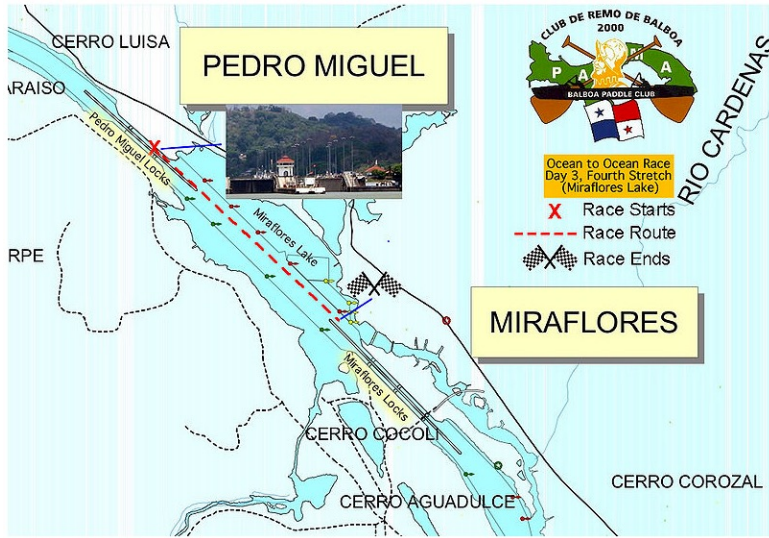 CERRO LUISA
PEDRO MIGUEL
CLUB DE REMO DE BALBOA
2000
PANAMA
BALBOA PADDLE CLUB
ARAISO
Pedro Miguel Locks
RIO CARDENAS
Ocean to Ocean Race
Day 3, Fourth Stretch
(Miraflores Lake)
X Race Starts
Race Route
Race Ends
Miraflores Lake
RPE
X
MIRAFLORES
Miraflores Locks
CERRO COCOLI
CERRO COROZAL
CERRO AGUADULCE